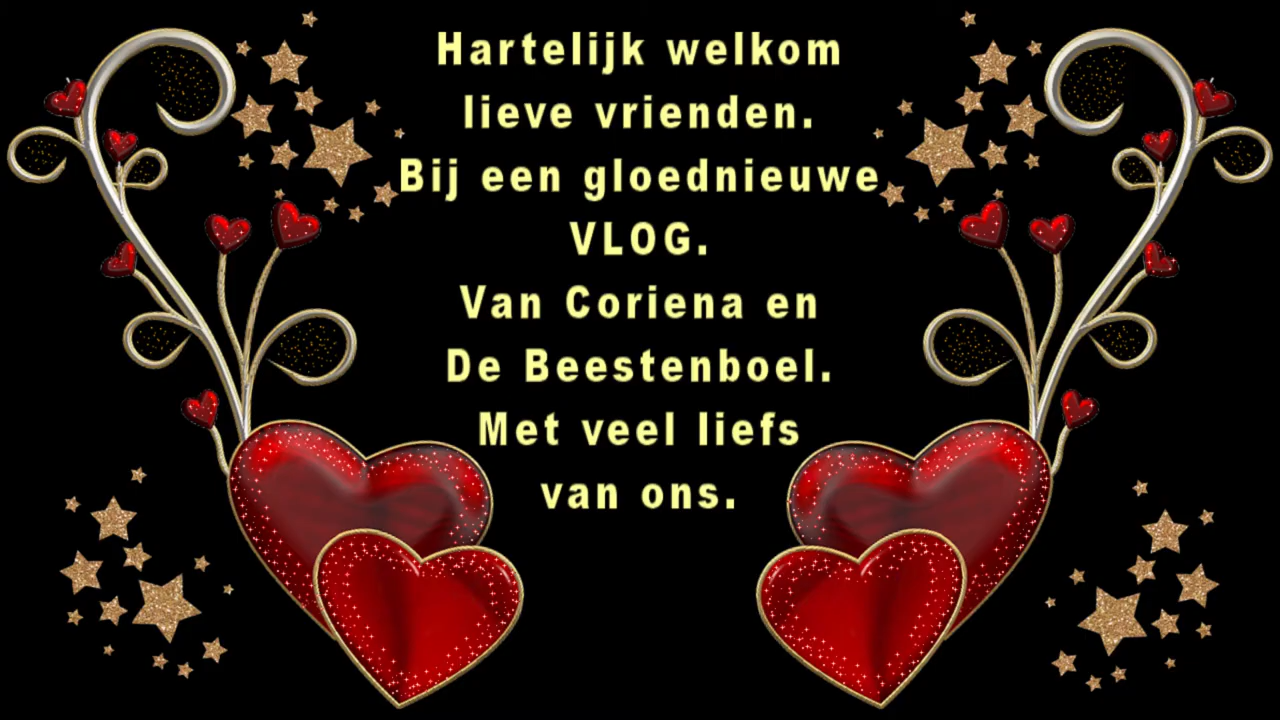 Hartelijk welkom
lieve vrienden.
Bij een gloednieuwe
VLOG.
Van Coriena en
De Beestenboel.
Met veel liefs
van ons.